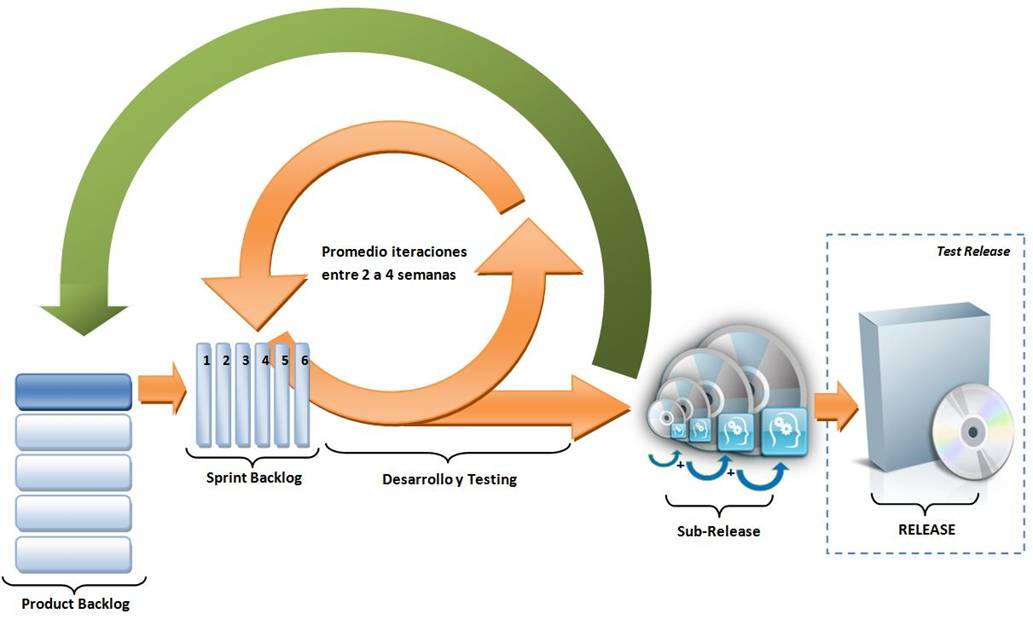 Promedio iteraciones
entre 2 a 4 semanas
Test Release
1 2 3 4 5 6
Sprint Backlog
Desarrollo y Testing
+
+
Sub-Release
RELEASE
Product Backlog